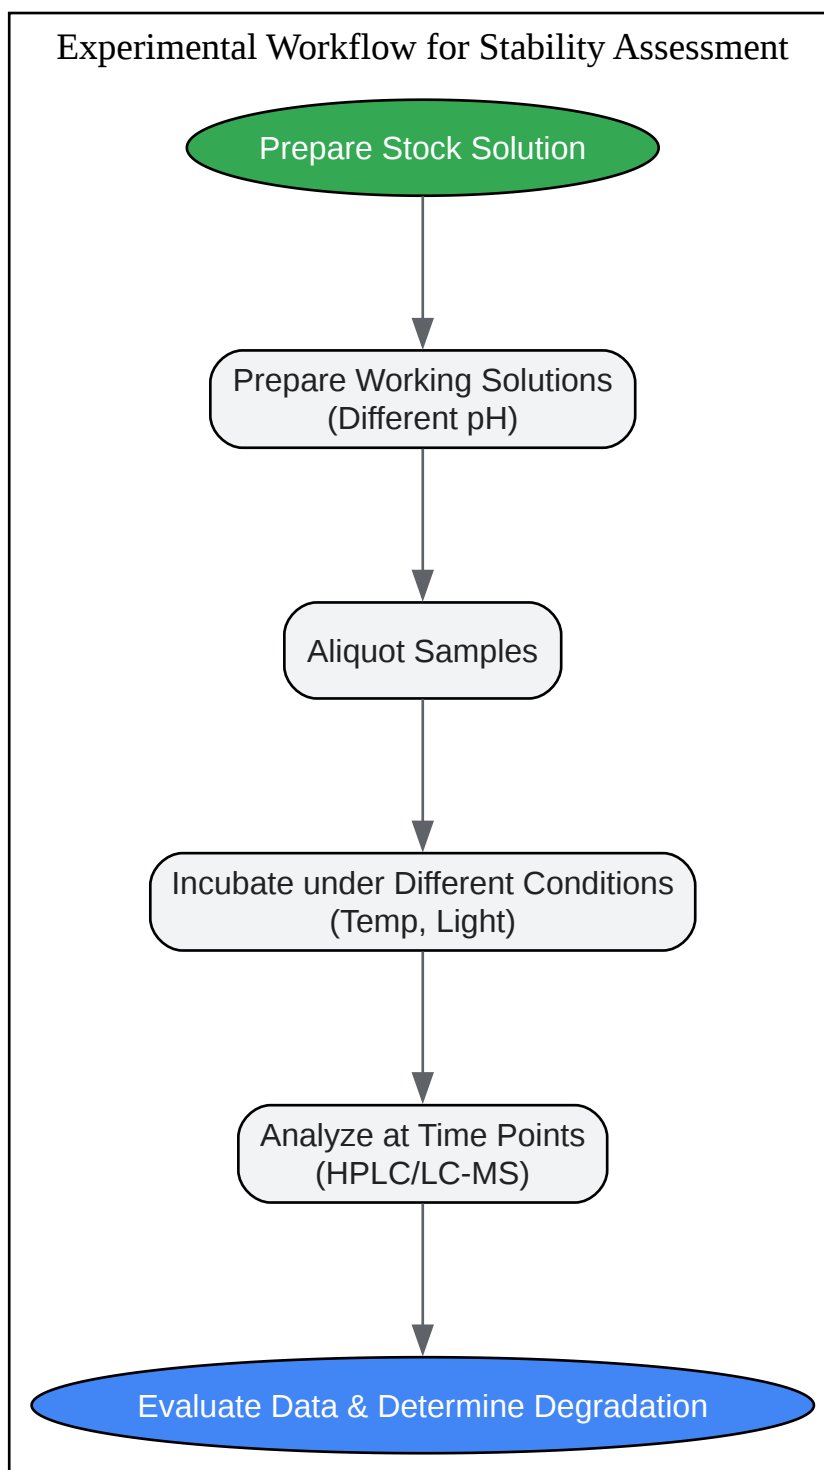 Experimental Workflow for Stability Assessment
Prepare Stock Solution
Prepare Working Solutions
(Different pH)
Aliquot Samples
Incubate under Different Conditions
(Temp, Light)
Analyze at Time Points
(HPLC/LC-MS)
Evaluate Data & Determine Degradation